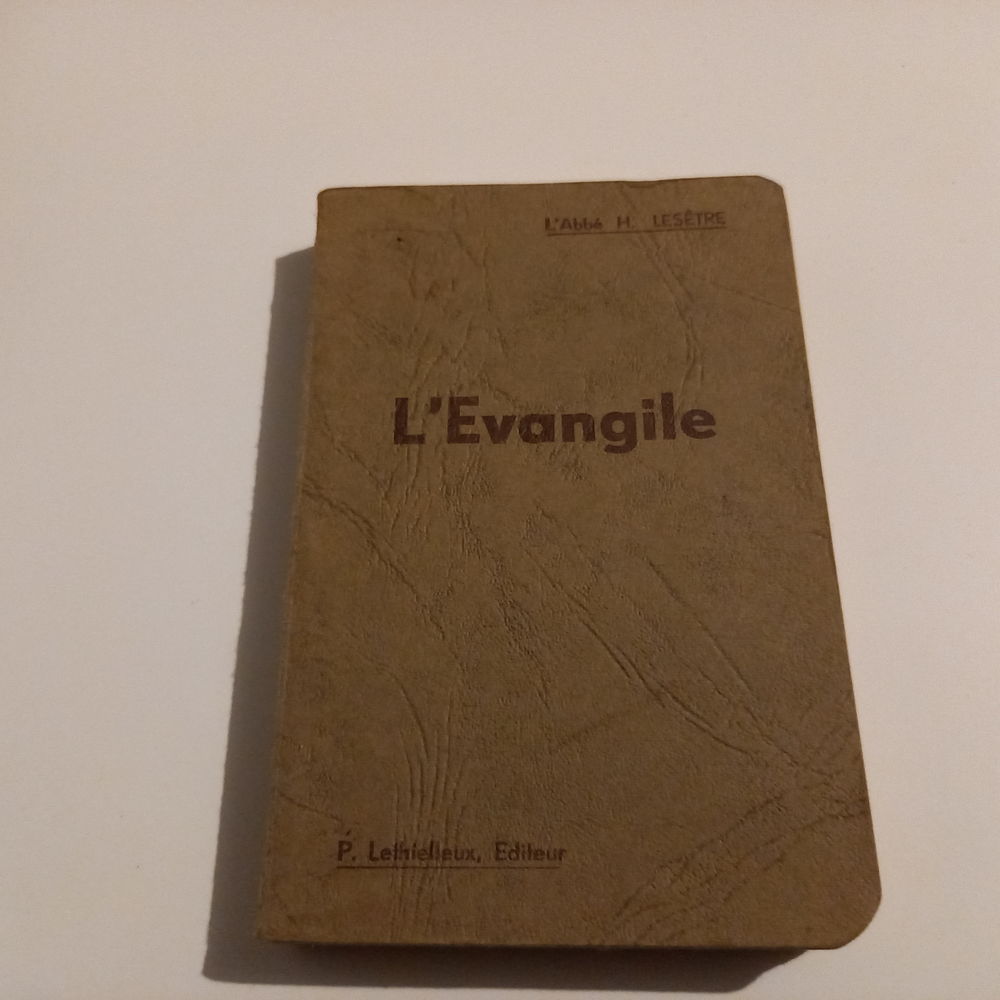 L'Abbé H. LESÊTRE
L'Evangile
P. Lethielleux, Editeur